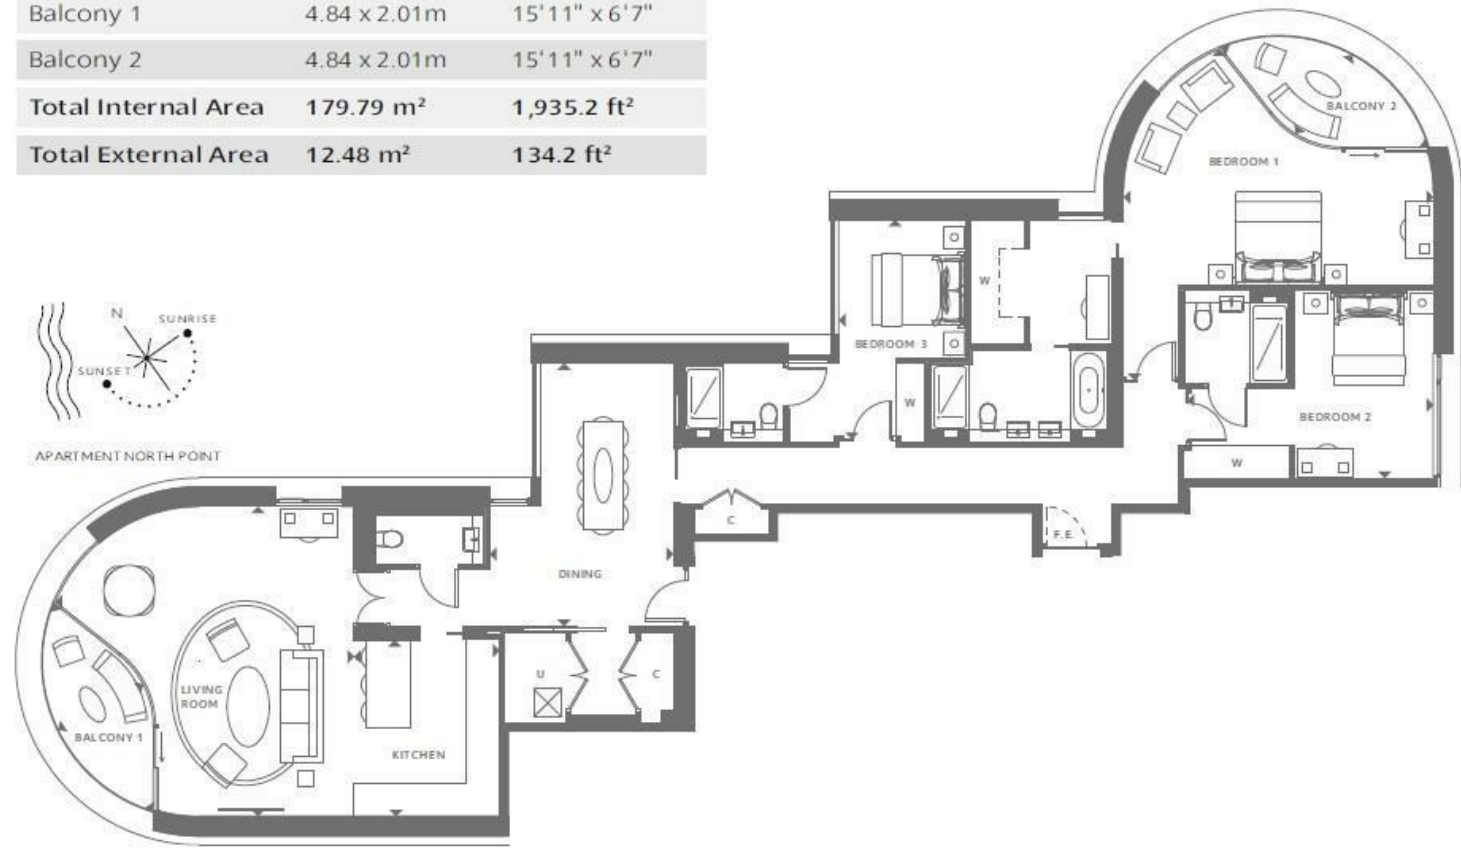 Balcony 1 4.84 x 2.01m 15'11" x 6'7"
Balcony 2 4.84 x 2.01m 15'11" x 6'7"
Total Internal Area 179.79 m² 1,935.2 ft²
Total External Area 12.48 m² 134.2 ft²
BALCONY 2
BEDROOM 1
W
N
SUNRISE
SUNSET
BEDROOM 3
APARTMENT NORTH POINT
W
BEDROOM 2
W
C
F.E.
DINING
U
C
LIVING
ROOM
BALCONY 1
KITCHEN